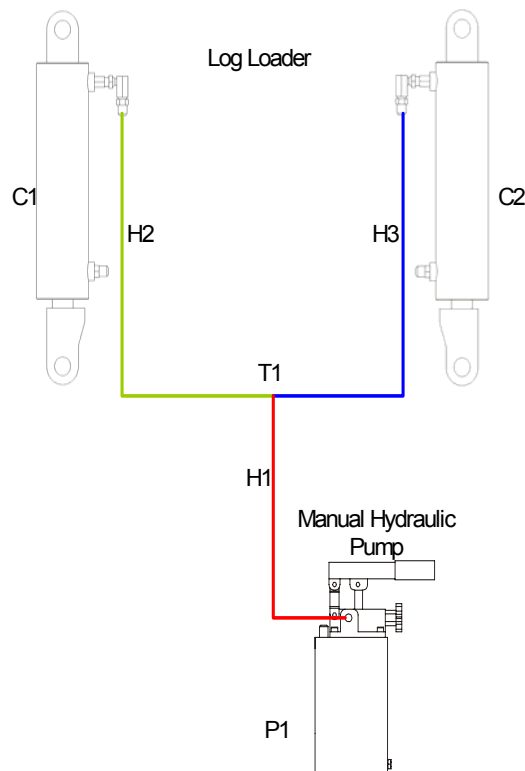 Log Loader
C1
C2
H2
H3
T1
H1
Manual Hydraulic
Pump
P1